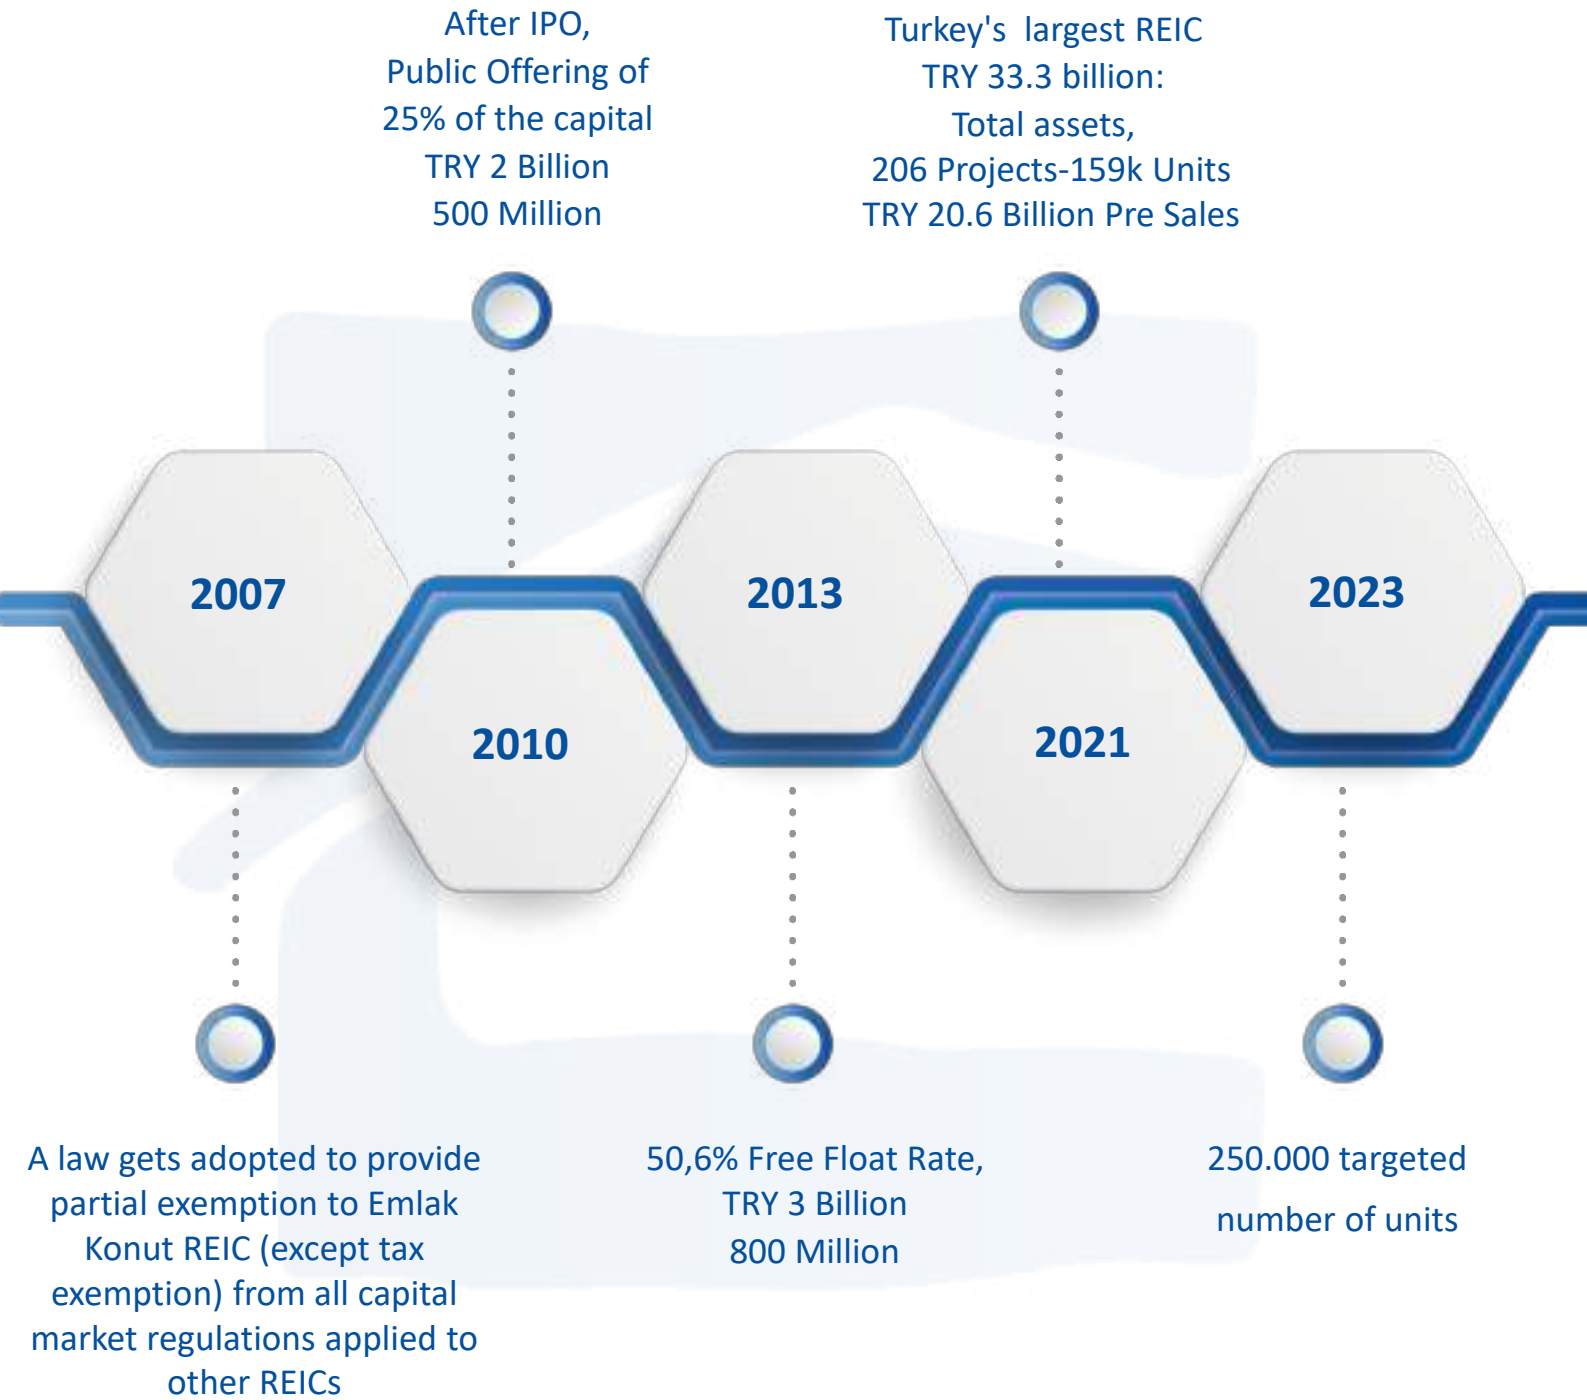 After IPO,
Public Offering of
25% of the capital
TRY 2 Billion
500 Million
Turkey's largest REIC
TRY 33.3 billion:
Total assets,
206 Projects-159k Units
TRY 20.6 Billion Pre Sales
2007
2010
2013
2021
2023
A law gets adopted to provide
partial exemption to Emlak
Konut REIC (except tax
exemption) from all capital
market regulations applied to
other REICs
50,6% Free Float Rate,
TRY 3 Billion
800 Million
250.000 targeted
number of units